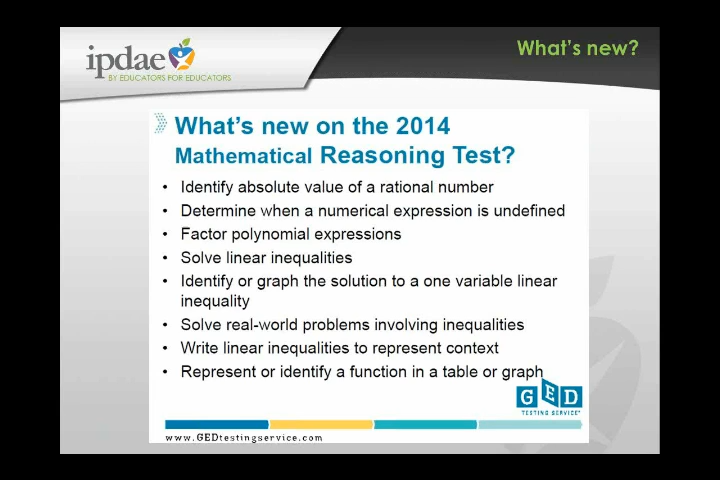 What's new?
ipdae
BY EDUCATORS FOR EDUCATORS
What's new on the 2014
Mathematical Reasoning Test?
• Identify absolute value of a rational number
• Determine when a numerical expression is undefined
• Factor polynomial expressions
• Solve linear inequalities
• Identify or graph the solution to a one variable linear
inequality
• Solve real-world problems involving inequalities
• Write linear inequalities to represent context
• Represent or identify a function in a table or graph
GED
TESTING SERVICE
www.GEDtestingservice.com